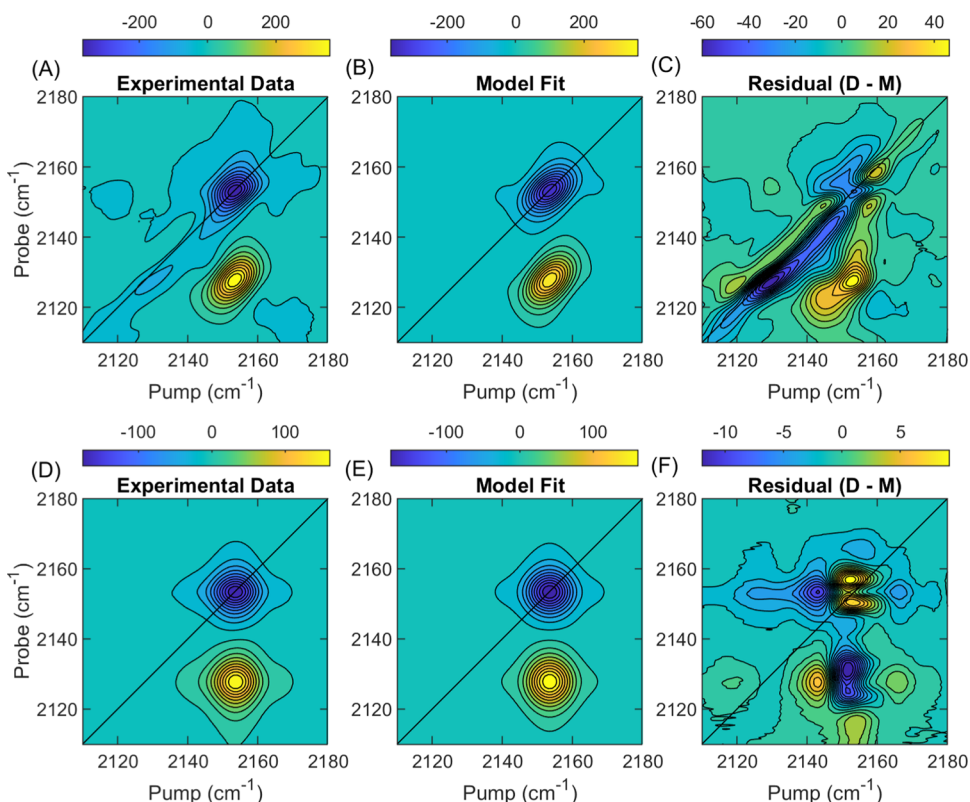 -200 0 200
-200 0 200
-60 -40 -20 0 20 40
(A) Experimental Data
(B) Model Fit
(C) Residual (D - M)
2180
2160
2140
2120
2120 2140 2160 2180
Probe (cm-1)
Pump (cm-1)
2180
2160
2140
2120
2120 2140 2160 2180
Pump (cm-1)
2180
2160
2140
2120
2120 2140 2160 2180
Pump (cm-1)
-100 0 100
-100 0 100
-10 -5 0 5
(D) Experimental Data
(E) Model Fit
(F) Residual (D - M)
2180
2160
2140
2120
2120 2140 2160 2180
Probe (cm-1)
Pump (cm-1)
2180
2160
2140
2120
2120 2140 2160 2180
Pump (cm-1)
2180
2160
2140
2120
2120 2140 2160 2180
Pump (cm-1)